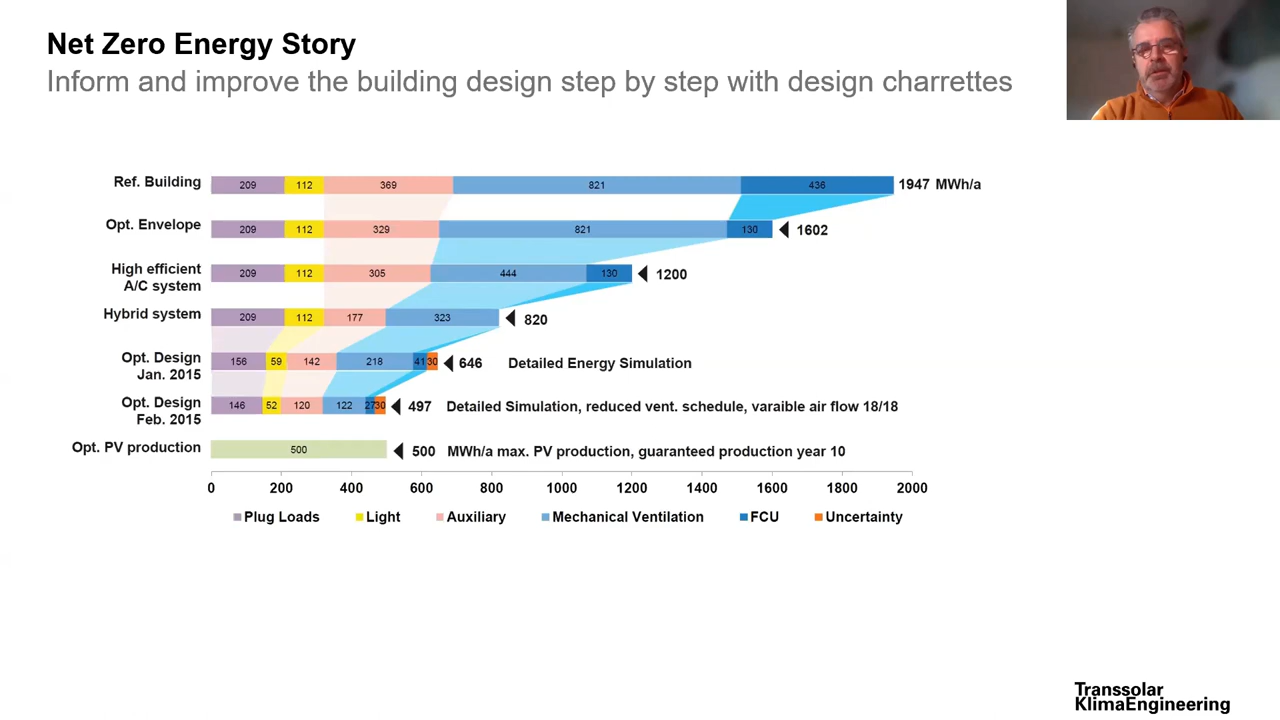 Net Zero Energy Story
Inform and improve the building design step by step with design charrettes
Ref. Building 209 112 369 821 436 1947 MWh/a
Opt. Envelope 209 112 329 821 130 1602
High efficient
A/C system 209 112 305 444 130 1200
Hybrid system 209 112 177 323 820
Opt. Design
Jan. 2015 156 59 142 218 41 30 646 Detailed Energy Simulation
Opt. Design
Feb. 2015 146 52 120 122 27 30 497 Detailed Simulation, reduced vent. schedule, varaible air flow 18/18
Opt. PV production 500 500 MWh/a max. PV production, guaranteed production year 10
0 200 400 600 800 1000 1200 1400 1600 1800 2000
Plug Loads Light Auxiliary Mechanical Ventilation FCU Uncertainty
Transsolar
KlimaEngineering